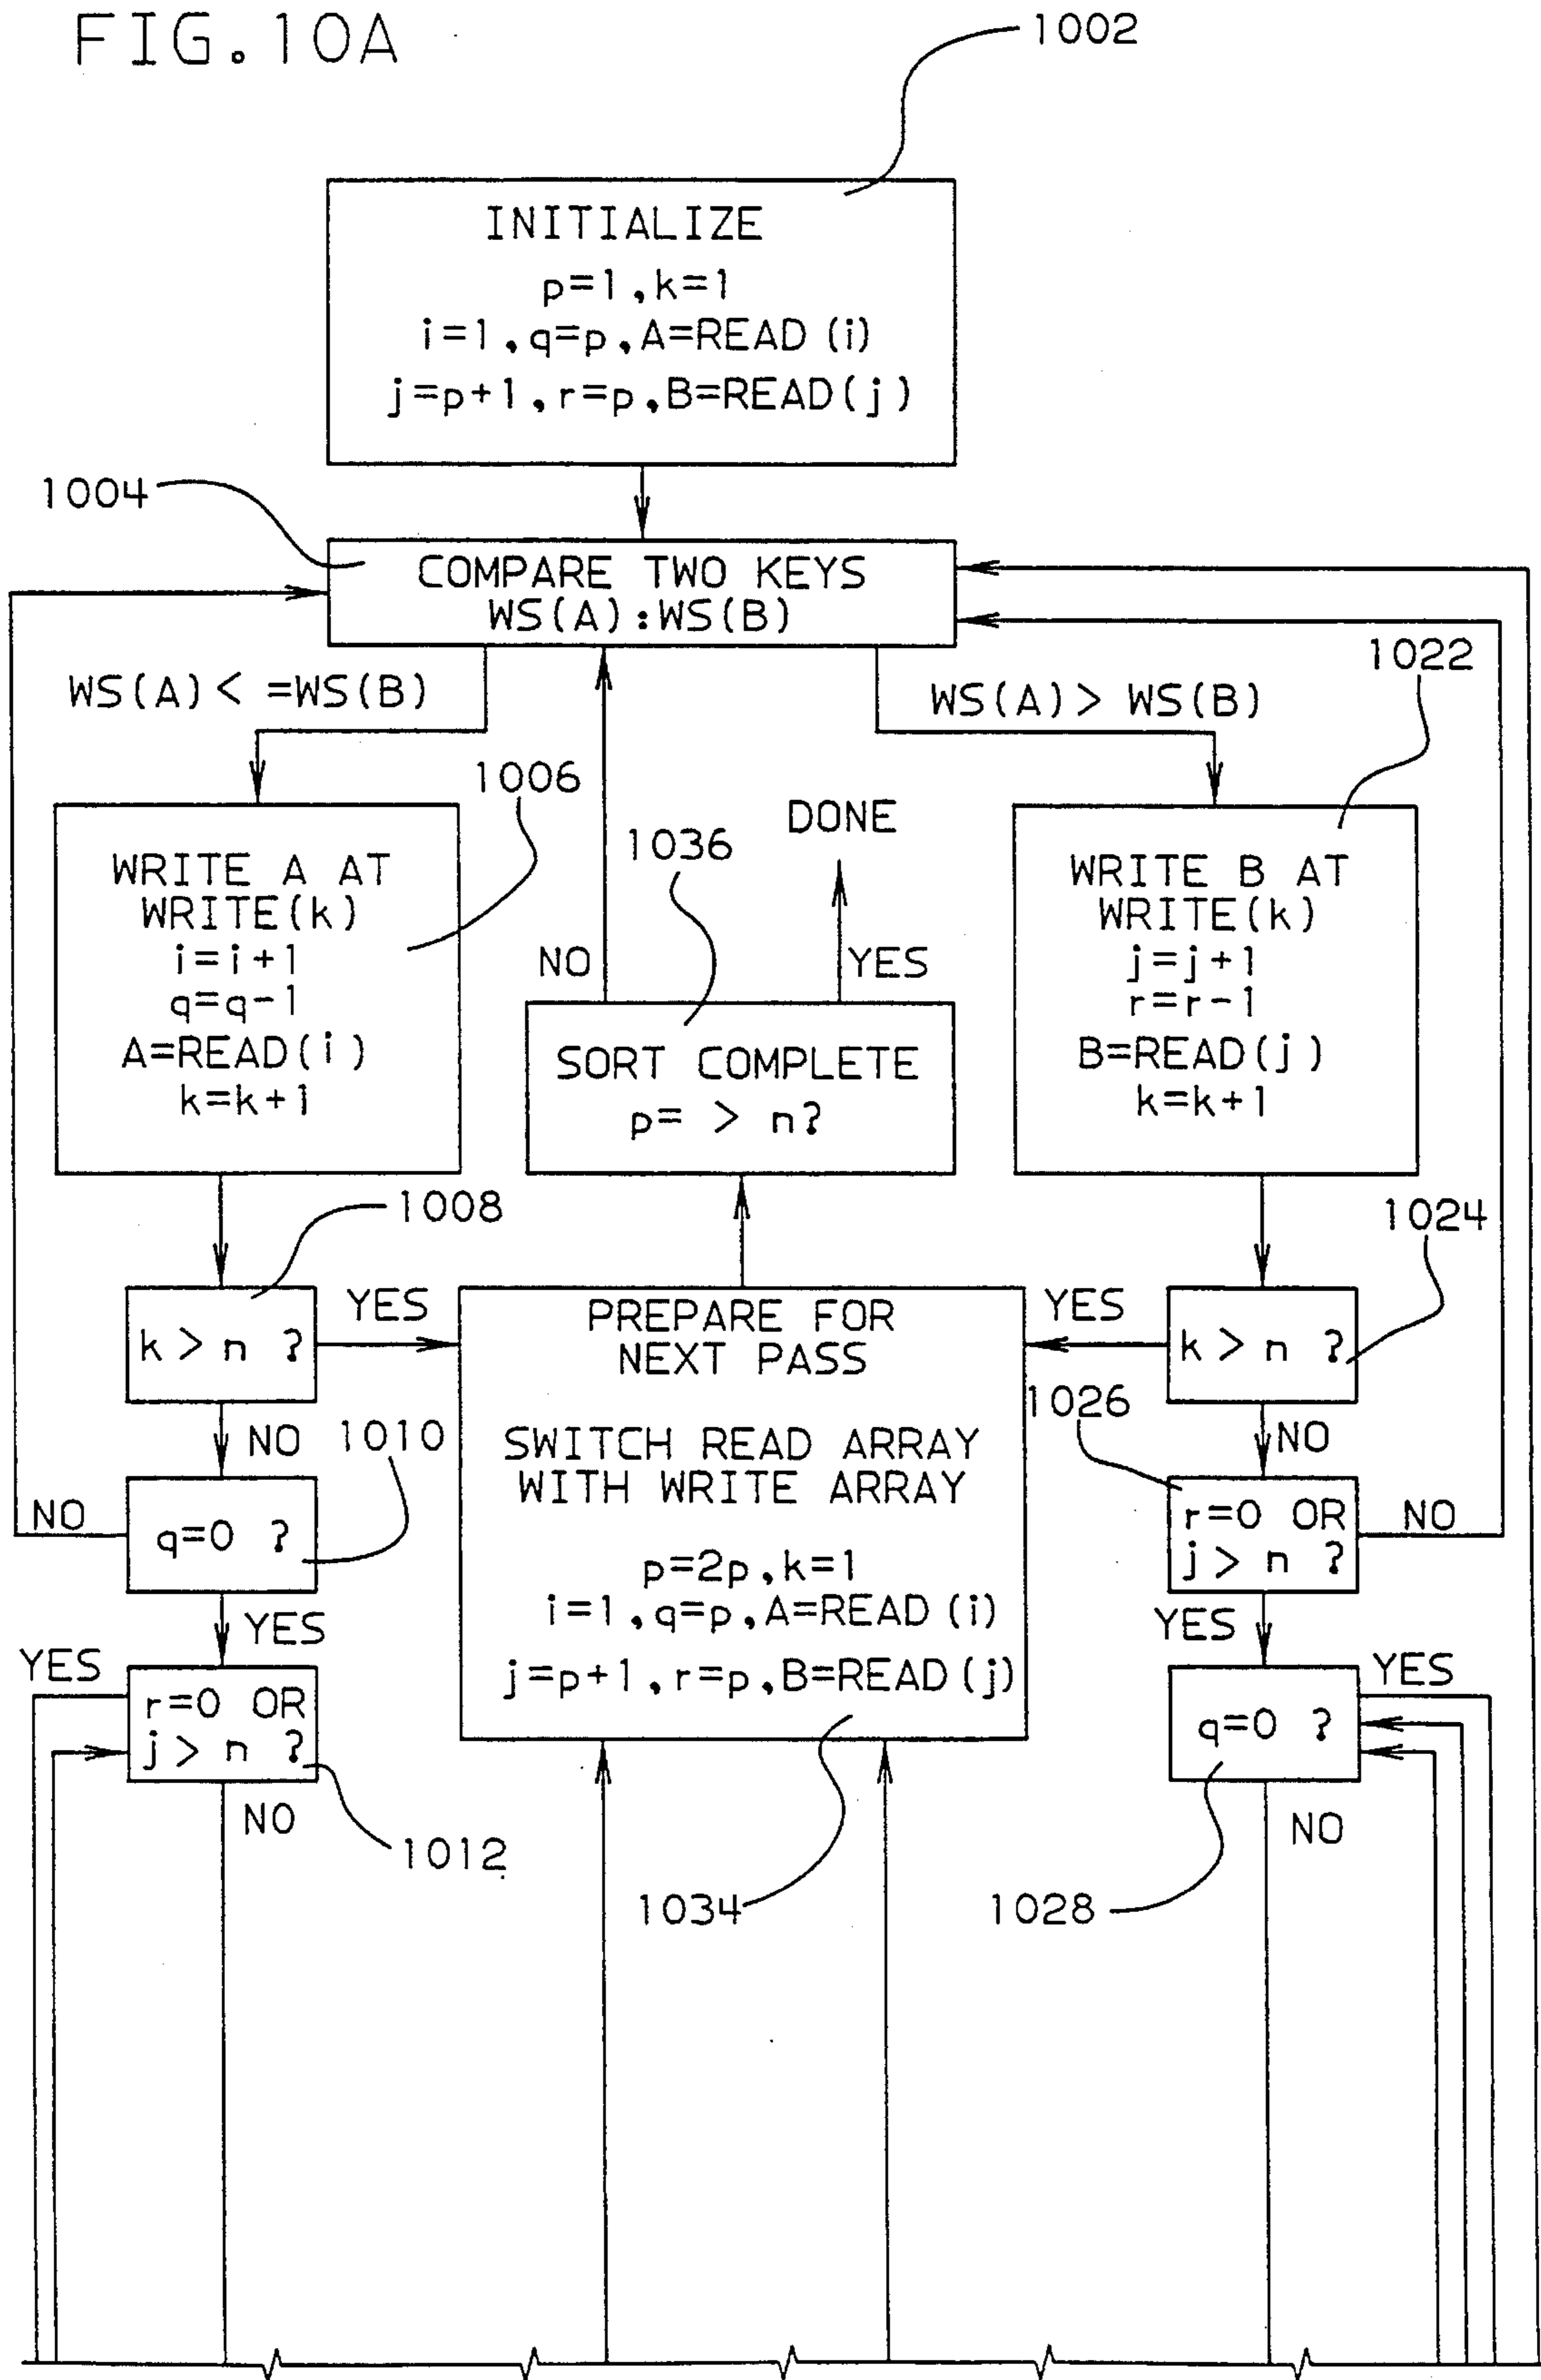 FIG.10A
1002
INITIALIZE
p=1,k=1
i=1,q=p,A=READ(i)
j=p+1,r=p,B=READ(j)
1004
COMPARE TWO KEYS
WS(A):WS(B)
WS(A)< =WS(B)
WS(A)> WS(B)
1022
1006
WRITE A AT
WRITE(k)
i=i+1
q=q-1
A=READ(i)
k=k+1
1036
DONE
NO
YES
SORT COMPLETE
p= > n?
WRITE B AT
WRITE(k)
j=j+1
r=r-1
B=READ(j)
k=k+1
1008
k> n ?
YES
NO
1010
q=0 ?
NO
YES
YES
r=0 OR
j> n ?
NO
1012
PREPARE FOR
NEXT PASS
SWITCH READ ARRAY
WITH WRITE ARRAY
p=2p,k=1
i=1,q=p,A=READ(i)
j=p+1,r=p,B=READ(j)
1034
1024
YES
k> n ?
1026
NO
r=0 OR
j> n ?
NO
YES
YES
q=0 ?
NO
1028